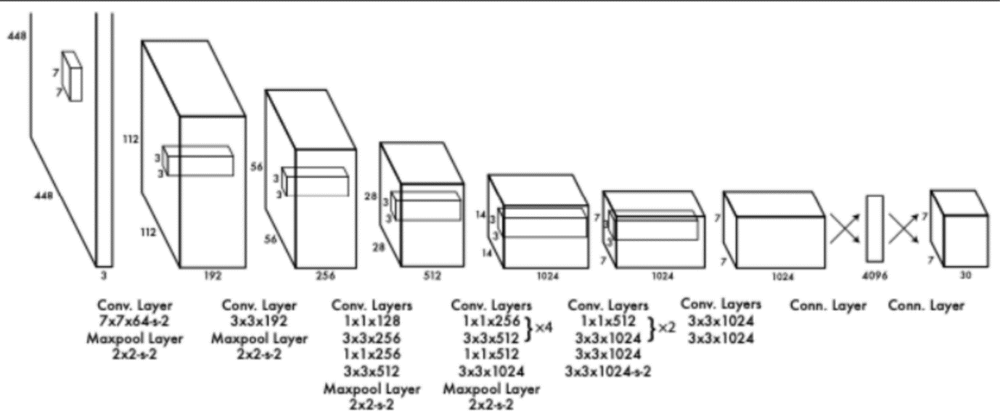 448
7
7
448
3
112
3
3
112
192
56
3
3
56
256
28
3
3
28
512
14
3
3
14
1024
7
3
3
7
1024
7
7
1024
4096
7
7
30
Conv. Layer
7x7x64-s-2
Maxpool Layer
2x2-s-2
Conv. Layer
3x3x192
Maxpool Layer
2x2-s-2
Conv. Layers
1x1x128
3x3x256
1x1x256
3x3x512
Maxpool Layer
2x2-s-2
Conv. Layers
1x1x256
3x3x512 }×4
1x1x512
3x3x1024
Maxpool Layer
2x2-s-2
Conv. Layers
1x1x512
3x3x1024 }×2
3x3x1024
3x3x1024-s-2
Conv. Layers
3x3x1024
3x3x1024
Conn. Layer
Conn. Layer